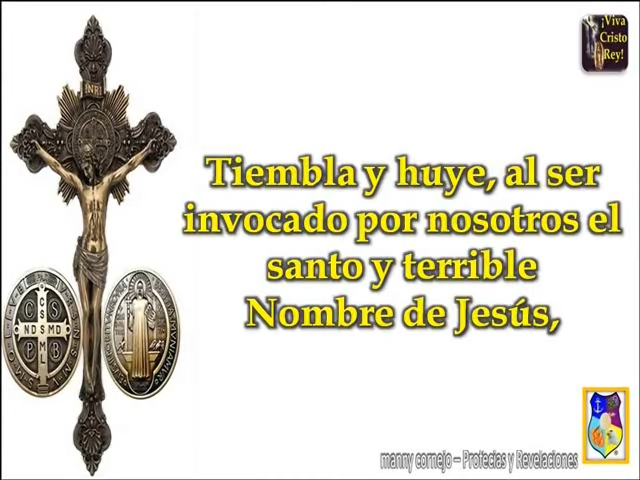 ¡Viva
Cristo
Rey!
INRI
Tiembla y huye, al ser
invocado por nosotros el
santo y terrible
Nombre de Jesús,
C S
S
N D S M D
M
P L B
manny cornejo – Profecias y Revelaciones